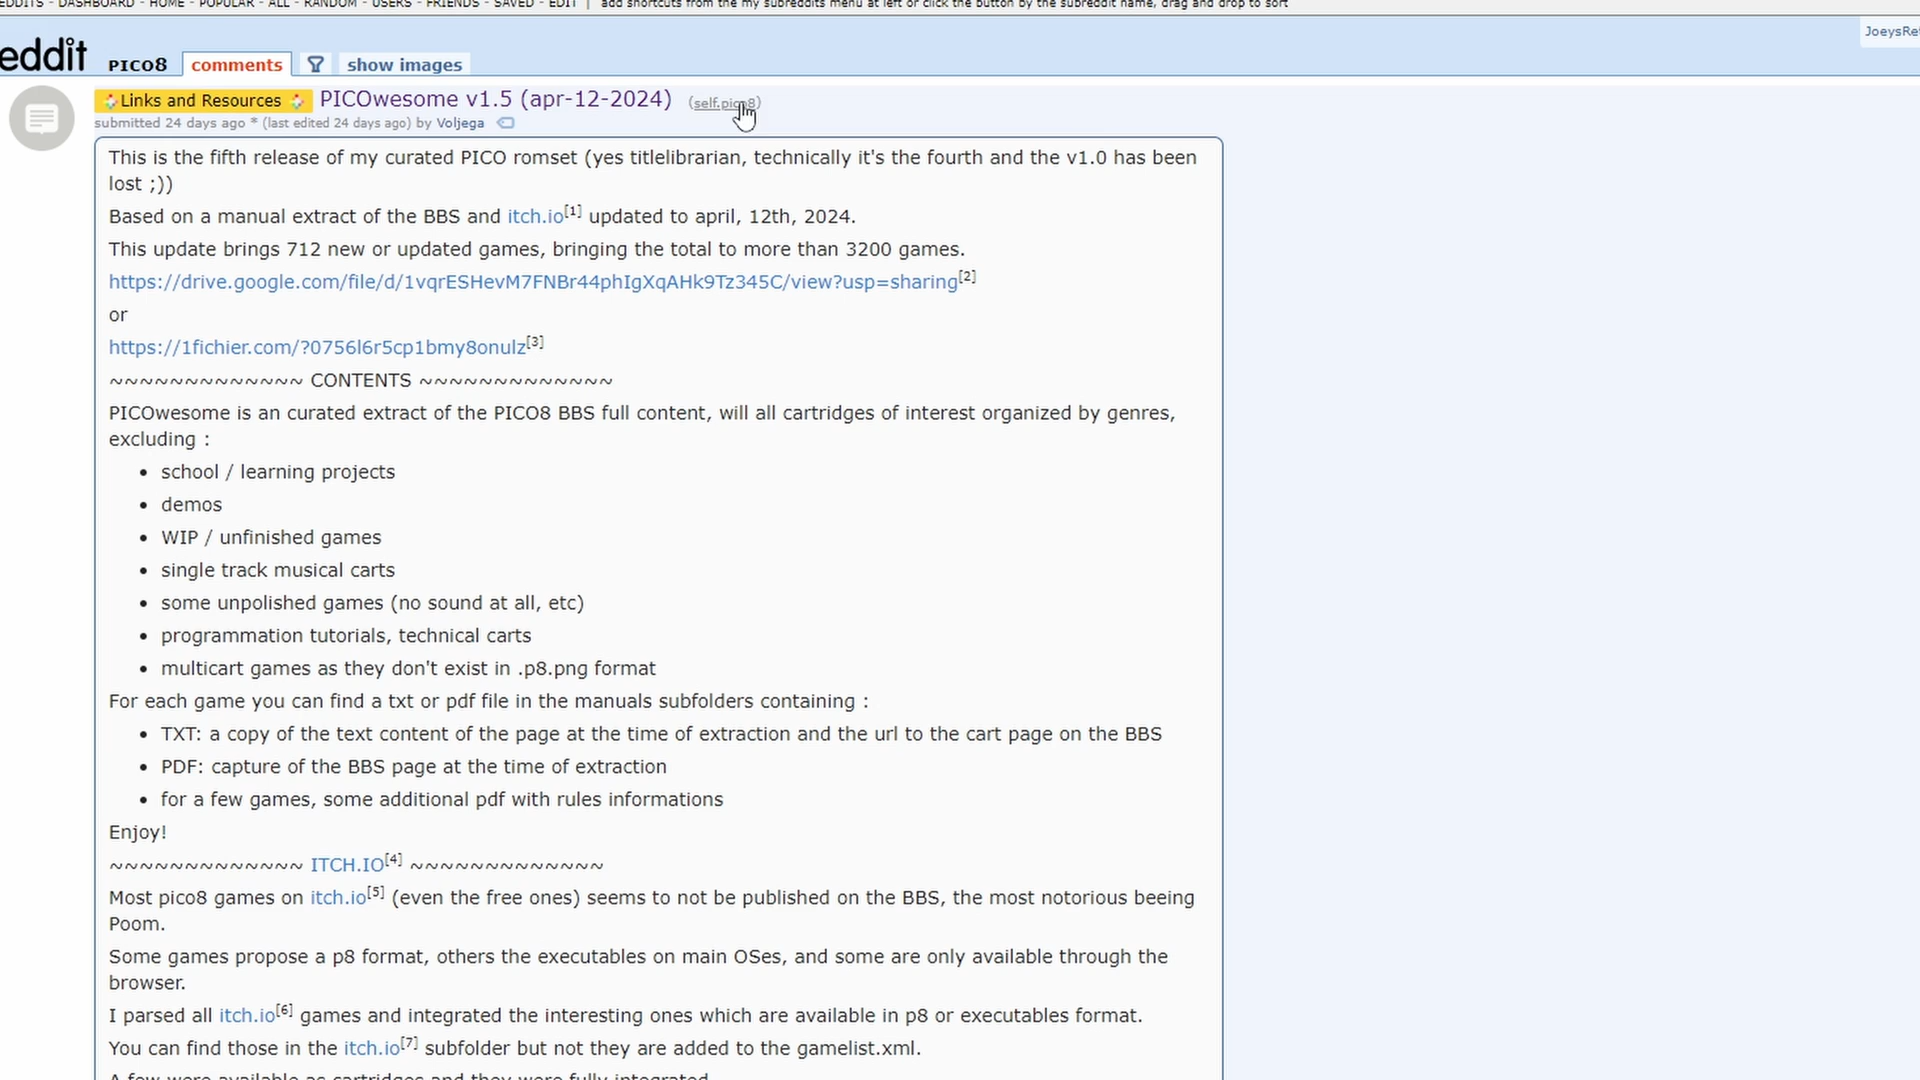 EDDITS - DASHBOARD - HOME - POPULAR - ALL - RANDOM - USERS - FRIENDS - SAVED - EDIT | add shortcuts from the my subreddits menu at left or click the button by the subreddit name, drag and drop to sort
JoeysRe
eddit PICO8 comments show images
Links and Resources PICOwesome v1.5 (apr-12-2024) (self.pico8)
submitted 24 days ago * (last edited 24 days ago) by Voljega
This is the fifth release of my curated PICO romset (yes titlelibrarian, technically it's the fourth and the v1.0 has been
lost ;))
Based on a manual extract of the BBS and itch.io[1] updated to april, 12th, 2024.
This update brings 712 new or updated games, bringing the total to more than 3200 games.
https://drive.google.com/file/d/1vqrESHevM7FNBr44phIgXqAHk9Tz345C/view?usp=sharing[2]
or
https://1fichier.com/?0756l6r5cp1bmy8onulz[3]
~~~~~~~~~~~~~ CONTENTS ~~~~~~~~~~~~~
PICOwesome is an curated extract of the PICO8 BBS full content, will all cartridges of interest organized by genres,
excluding :
• school / learning projects
• demos
• WIP / unfinished games
• single track musical carts
• some unpolished games (no sound at all, etc)
• programmation tutorials, technical carts
• multicart games as they don't exist in .p8.png format
For each game you can find a txt or pdf file in the manuals subfolders containing :
• TXT: a copy of the text content of the page at the time of extraction and the url to the cart page on the BBS
• PDF: capture of the BBS page at the time of extraction
• for a few games, some additional pdf with rules informations
Enjoy!
~~~~~~~~~~~~~ ITCH.IO[4] ~~~~~~~~~~~~~
Most pico8 games on itch.io[5] (even the free ones) seems to not be published on the BBS, the most notorious beeing
Poom.
Some games propose a p8 format, others the executables on main OSes, and some are only available through the
browser.
I parsed all itch.io[6] games and integrated the interesting ones which are available in p8 or executables format.
You can find those in the itch.io[7] subfolder but not they are added to the gamelist.xml.
A few were available as cartridges and they were fully integrated